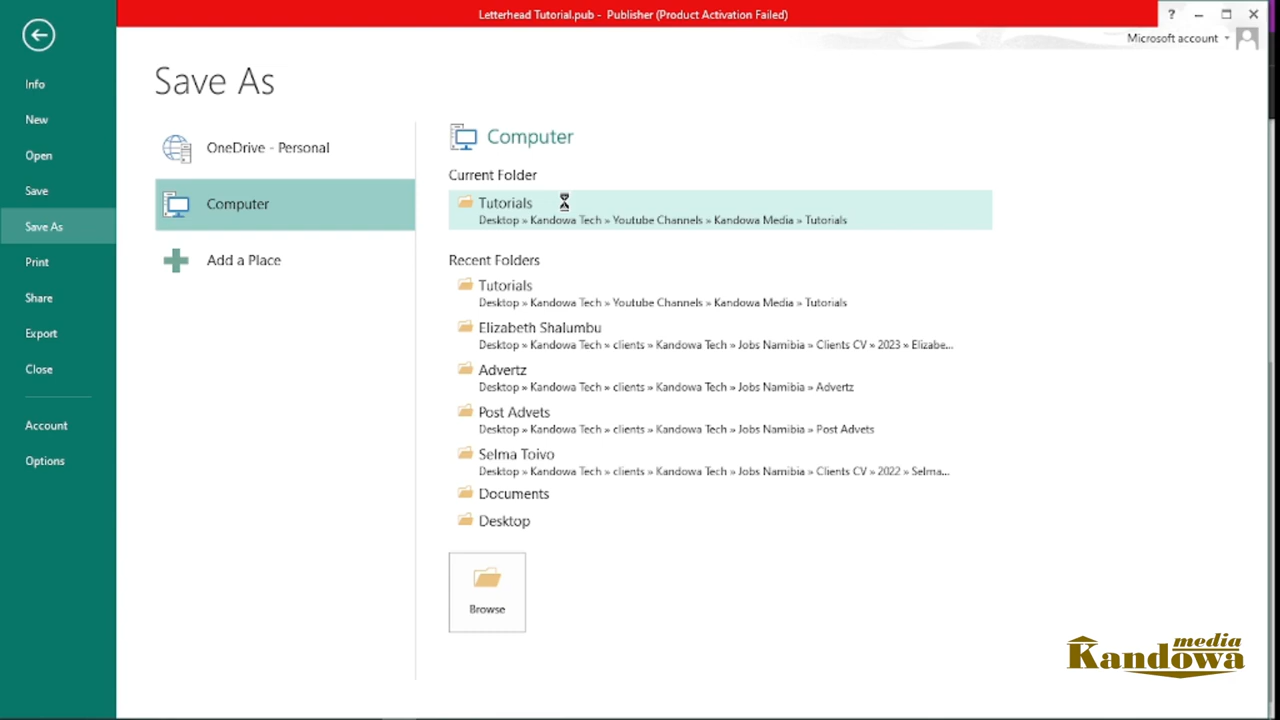 Letterhead Tutorial.pub - Publisher (Product Activation Failed)
?
Microsoft account
Info
New
Open
Save
Save As
Print
Share
Export
Close
Account
Options
Save As
OneDrive - Personal
Computer
Add a Place
Computer
Current Folder
Tutorials
Desktop » Kandowa Tech » Youtube Channels » Kandowa Media » Tutorials
Recent Folders
Tutorials
Desktop » Kandowa Tech » Youtube Channels » Kandowa Media » Tutorials
Elizabeth Shalumbu
Desktop » Kandowa Tech » clients » Kandowa Tech » Jobs Namibia » Clients CV » 2023 » Elizabe...
Advertz
Desktop » Kandowa Tech » clients » Kandowa Tech » Jobs Namibia » Advertz
Post Advets
Desktop » Kandowa Tech » clients » Kandowa Tech » Jobs Namibia » Post Advets
Selma Toivo
Desktop » Kandowa Tech » clients » Kandowa Tech » Jobs Namibia » Clients CV » 2022 » Selma...
Documents
Desktop
Browse
media
Kandowa